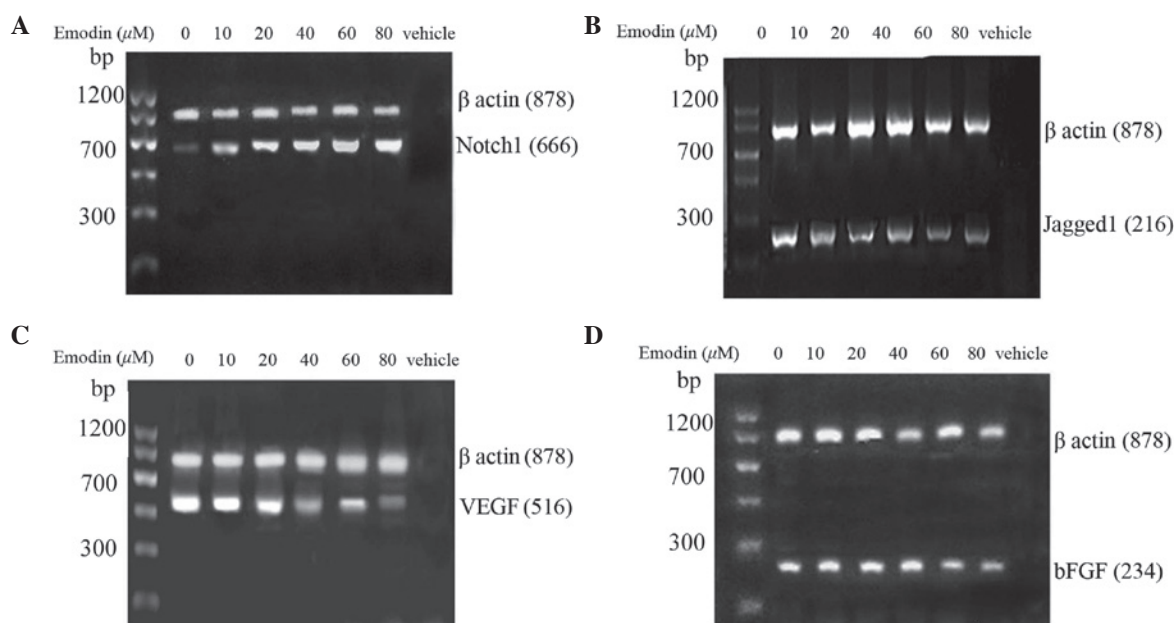 A
Emodin (μM) 0 10 20 40 60 80 vehicle
bp
1200
β actin (878)
700
Notch1 (666)
300
B
Emodin (μM) 0 10 20 40 60 80 vehicle
bp
1200
β actin (878)
700
300
Jagged1 (216)
C
Emodin (μM) 0 10 20 40 60 80 vehicle
bp
1200
β actin (878)
700
VEGF (516)
300
D
Emodin (μM) 0 10 20 40 60 80 vehicle
bp
1200
β actin (878)
700
300
bFGF (234)